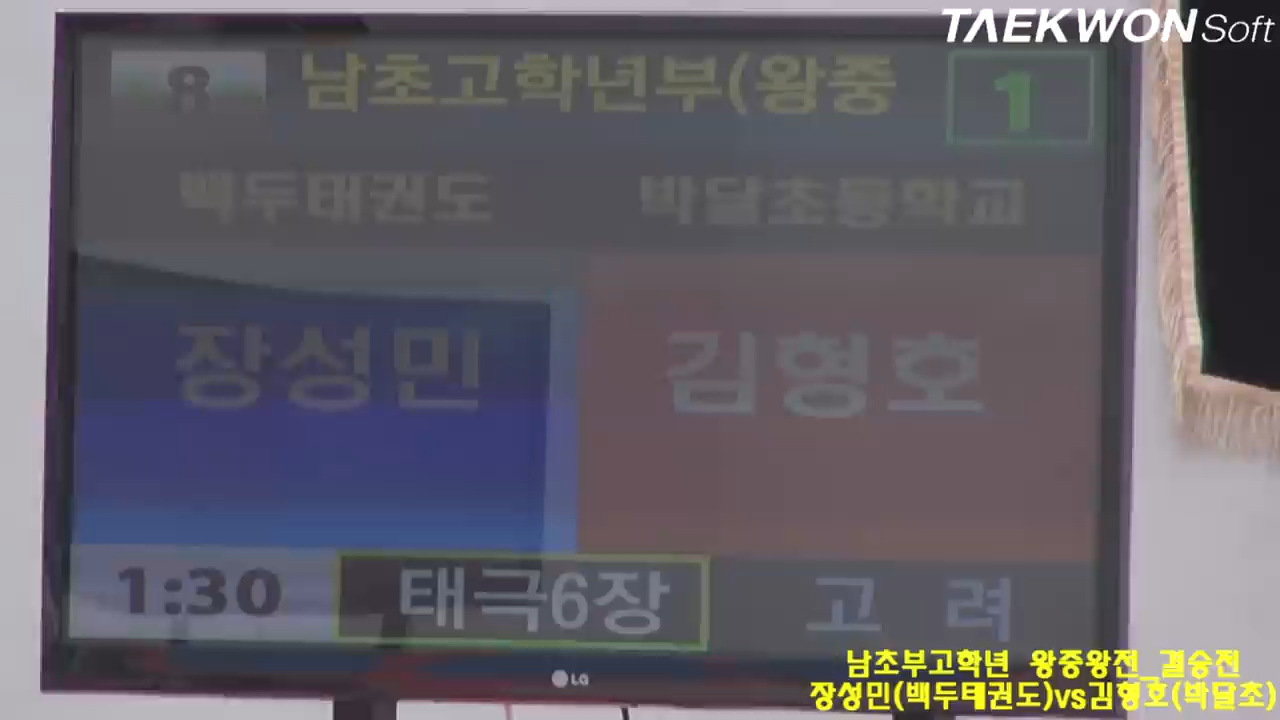 TAEKWONSoft
8 남초고학년부(왕중 1
백두태권도 박달초등학교
장성민 김형호
1:30 태극6장 고 려
LG
남초부고학년 왕중왕전_결승전
장성민(백두태권도)vs김형호(박달초)